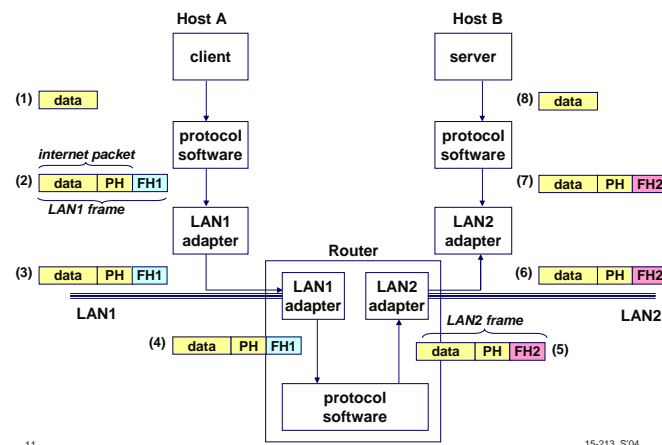 Host A
Host B
client
server
(1) data
(8) data
protocol
software
protocol
software
internet packet
(2) data PH FH1
LAN1 frame
(7) data PH FH2
LAN1
adapter
LAN2
adapter
Router
(3) data PH FH1
(6) data PH FH2
LAN1
adapter
LAN2
adapter
LAN1
LAN2
LAN2 frame
(4) data PH FH1
data PH FH2 (5)
protocol
software
11
15-213, S'04